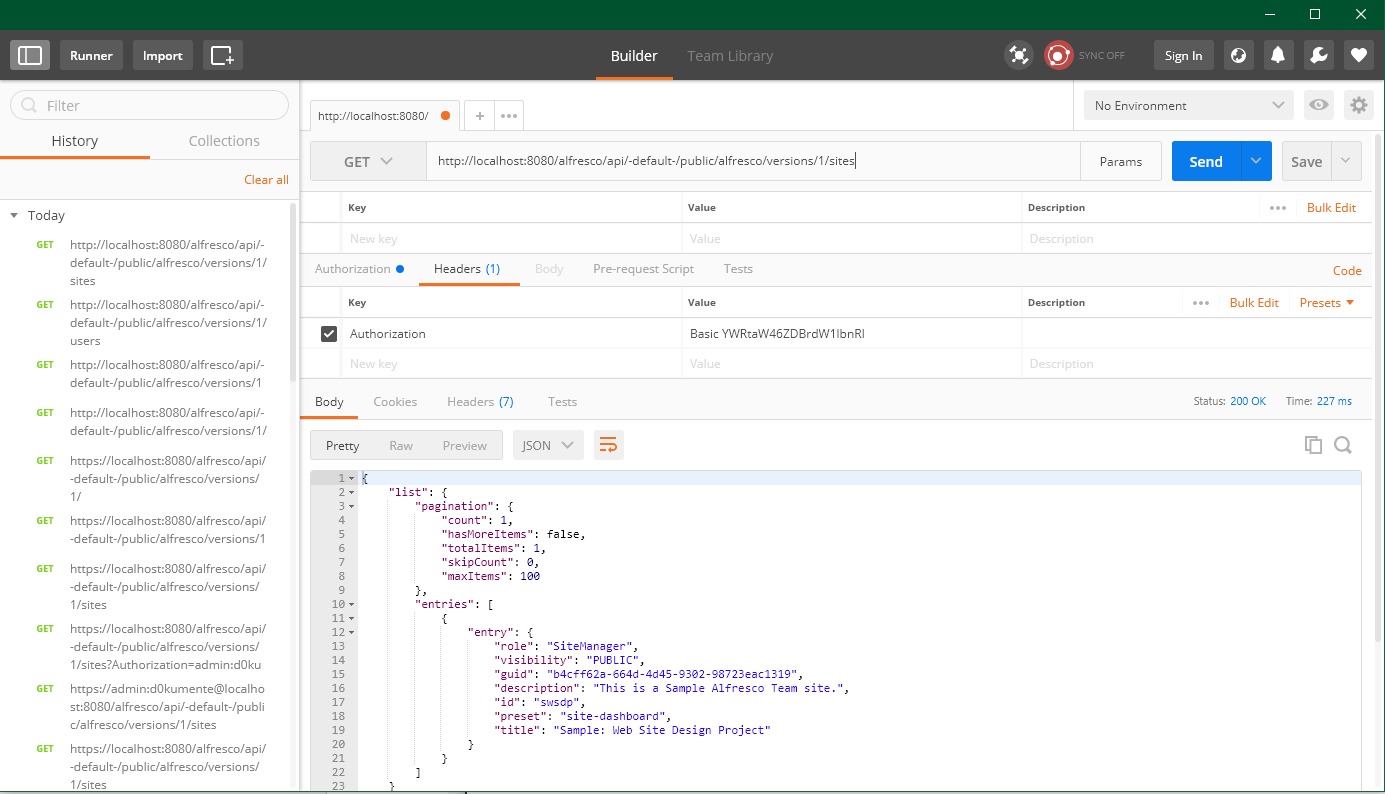 Runner
Import
Builder
Team Library
SYNC OFF
Sign In
Filter
History
Collections
Clear all
Today
GET http://localhost:8080/alfresco/api/-
default-/public/alfresco/versions/1/
sites
GET http://localhost:8080/alfresco/api/-
default-/public/alfresco/versions/1/
users
GET http://localhost:8080/alfresco/api/-
default-/public/alfresco/versions/1
GET http://localhost:8080/alfresco/api/-
default-/public/alfresco/versions/1/
GET https://localhost:8080/alfresco/api/
-default-/public/alfresco/versions/
1/
GET https://localhost:8080/alfresco/api/
-default-/public/alfresco/versions/1
GET https://localhost:8080/alfresco/api/
-default-/public/alfresco/versions/
1/sites
GET https://localhost:8080/alfresco/api/
-default-/public/alfresco/versions/
1/sites?Authorization=admin:d0ku
GET https://admin:d0kumente@localho
st:8080/alfresco/api/-default-/publi
c/alfresco/versions/1/sites
GET https://localhost:8080/alfresco/api/
-default-/public/alfresco/versions/
1/sites
http://localhost:8080/
No Environment
GET http://localhost:8080/alfresco/api/-default-/public/alfresco/versions/1/sites Params Send Save
Key Value Description Bulk Edit
New key Value Description
Authorization Headers (1) Body Pre-request Script Tests Code
Key Value Description Bulk Edit Presets
Authorization Basic YWRtaW46ZDBrdW1lbnRl
New key Value Description
Body Cookies Headers (7) Tests Status: 200 OK Time: 227 ms
Pretty Raw Preview JSON
1 {
2 "list": {
3 "pagination": {
4 "count": 1,
5 "hasMoreItems": false,
6 "totalItems": 1,
7 "skipCount": 0,
8 "maxItems": 100
9 },
10 "entries": [
11 {
12 "entry": {
13 "role": "SiteManager",
14 "visibility": "PUBLIC",
15 "guid": "b4cff62a-664d-4d45-9302-98723eac1319",
16 "description": "This is a Sample Alfresco Team site.",
17 "id": "swsdp",
18 "preset": "site-dashboard",
19 "title": "Sample: Web Site Design Project"
20 }
21 }
22 ]
23 }